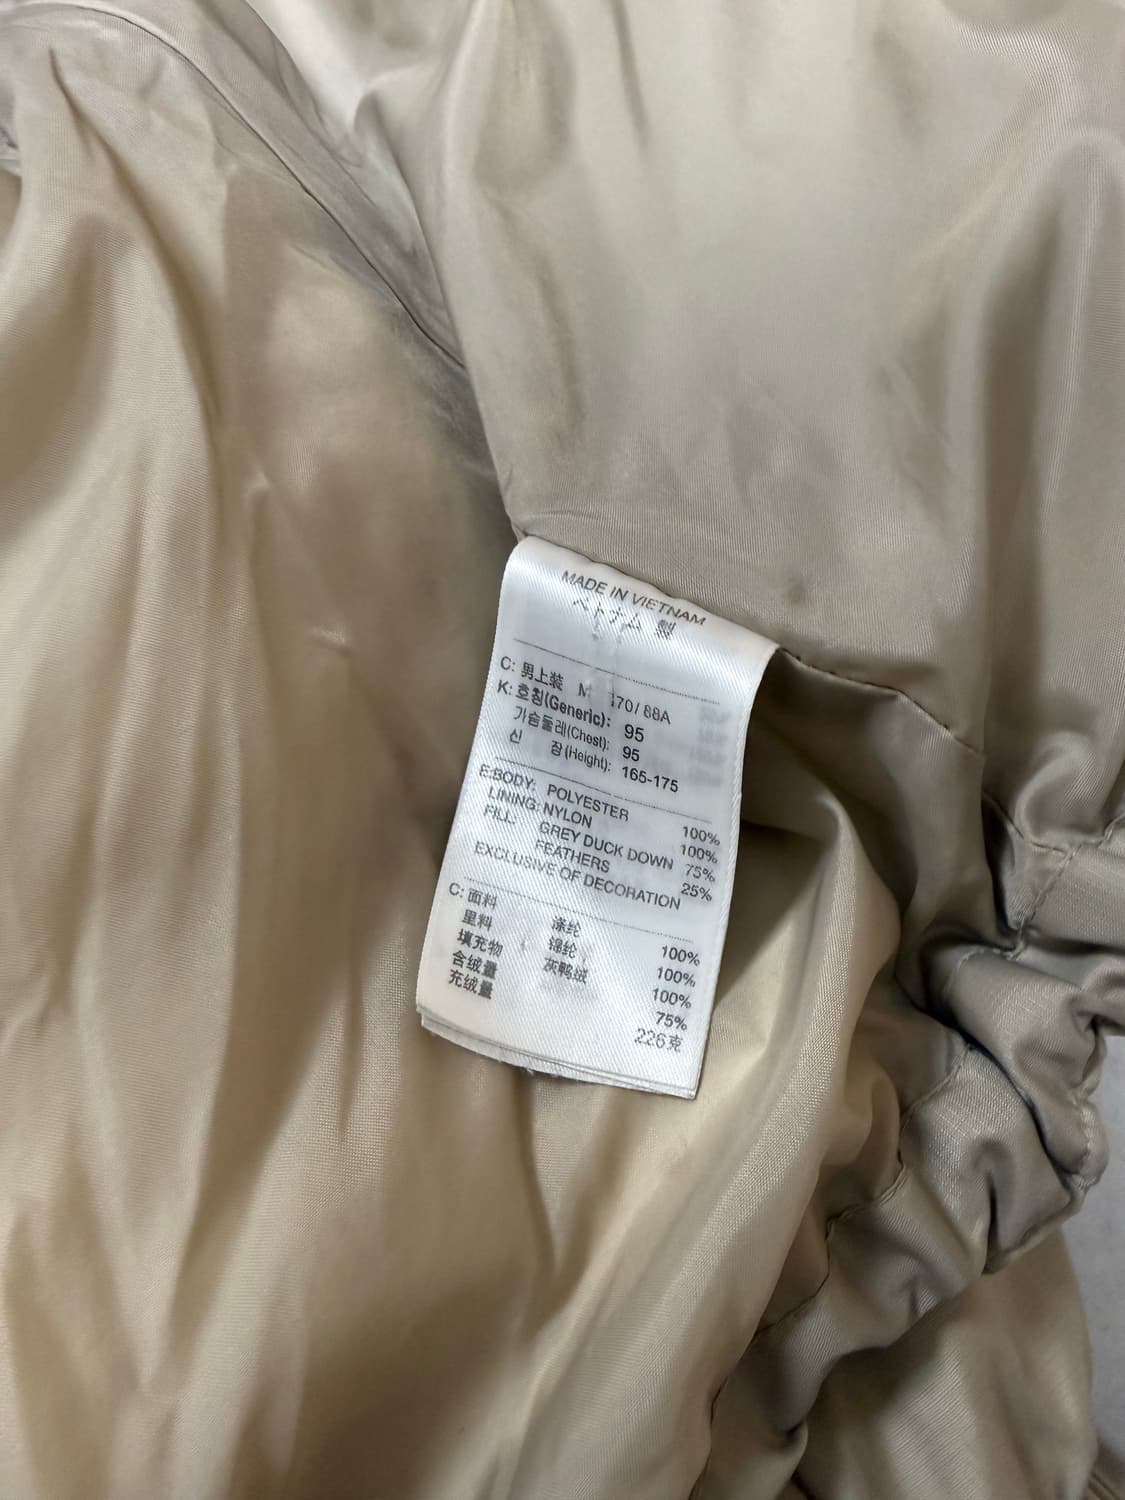 MADE IN VIETNAM
ベトナム 製
C: 男上装 M 170/88A
K: 호칭(Generic): 95
가슴둘레(Chest): 95
신 장(Height): 165-175
E:BODY: POLYESTER 100%
LINING: NYLON 100%
FILL: GREY DUCK DOWN 75%
FEATHERS 25%
EXCLUSIVE OF DECORATION
C: 面料 涤纶 100%
里料 锦纶 100%
填充物 灰鸭绒 100%
含绒量 75%
充绒量 226克